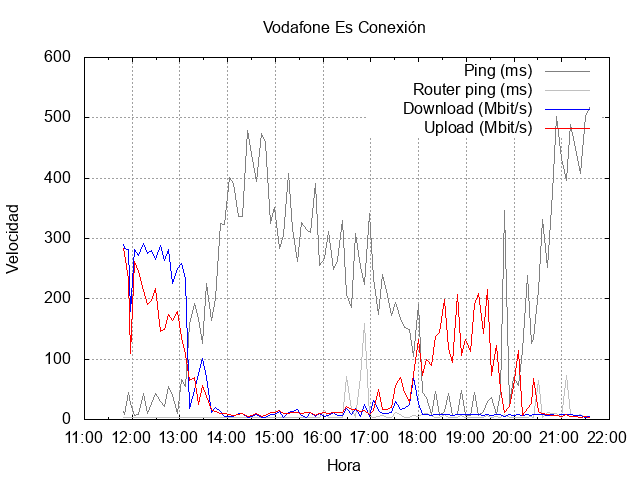 Vodafone Es Conexión
600
500
400
300
200
100
0
Velocidad
Ping (ms)
Router ping (ms)
Download (Mbit/s)
Upload (Mbit/s)
11:00 12:00 13:00 14:00 15:00 16:00 17:00 18:00 19:00 20:00 21:00 22:00
Hora